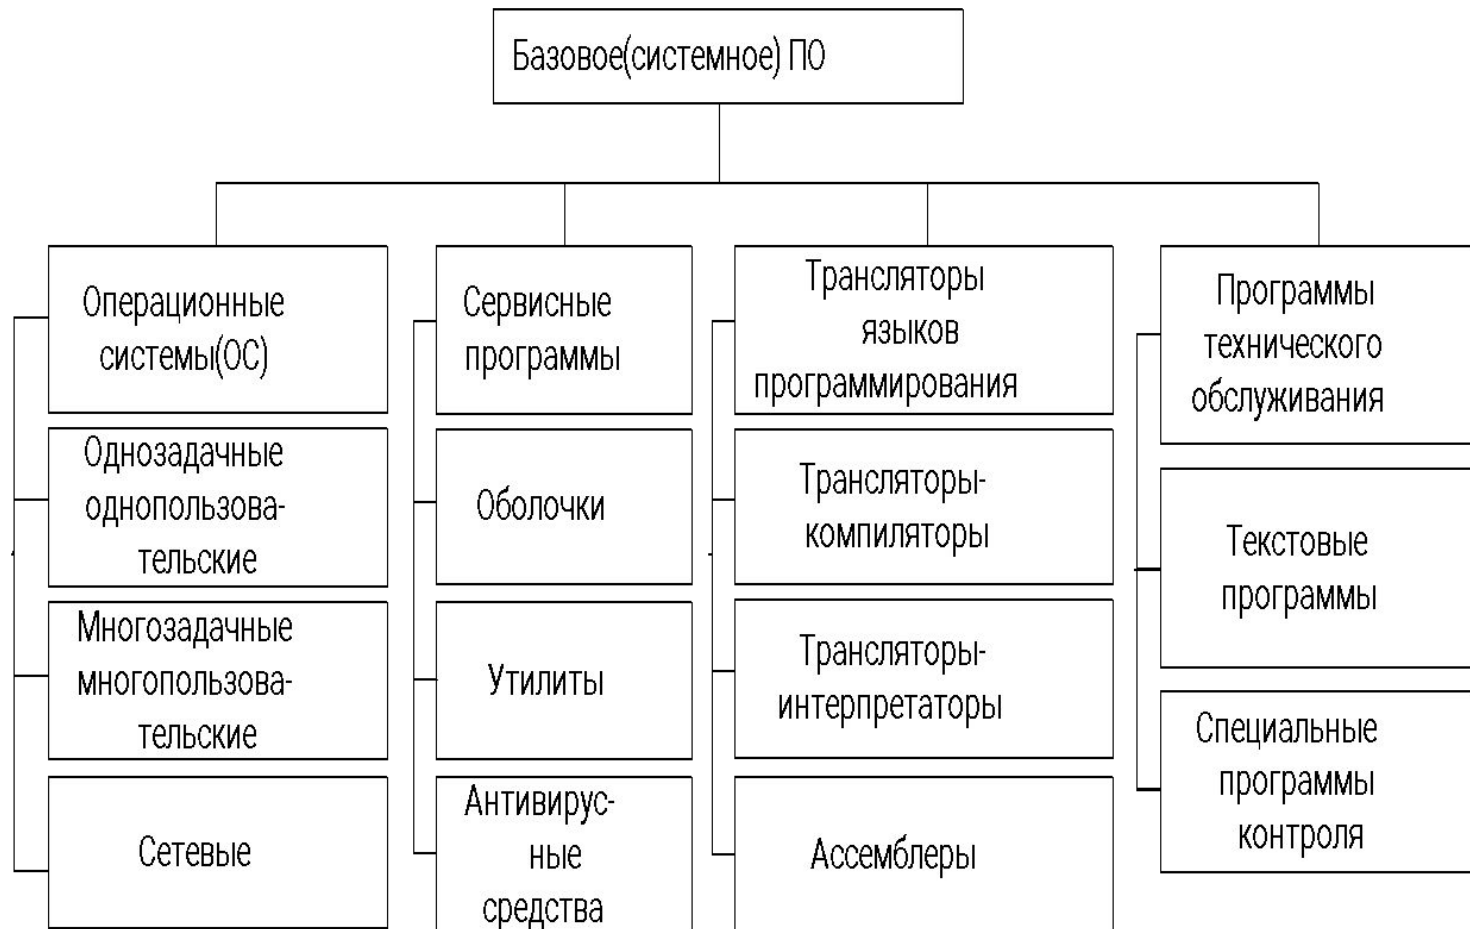 Базовое(системное) ПО
Операционные
системы(ОС)
Однозадачные
однопользова-
тельские
Многозадачные
многопользова-
тельские
Сетевые
Сервисные
программы
Оболочки
Утилиты
Антивирус-
ные
средства
Трансляторы
языков
программирования
Трансляторы-
компиляторы
Трансляторы-
интерпретаторы
Ассемблеры
Программы
технического
обслуживания
Текстовые
программы
Специальные
программы
контроля